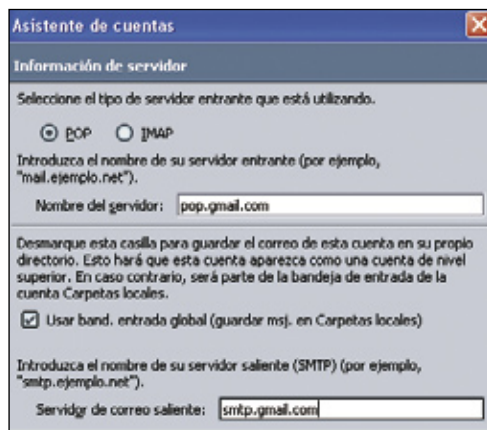 Asistente de cuentas
Información de servidor
Seleccione el tipo de servidor entrante que está utilizando.
POP IMAP
Introduzca el nombre de su servidor entrante (por ejemplo,
"mail.ejemplo.net").
Nombre del servidor: pop.gmail.com
Desmarque esta casilla para guardar el correo de esta cuenta en su propio
directorio. Esto hará que esta cuenta aparezca como una cuenta de nivel
superior. En caso contrario, será parte de la bandeja de entrada de la
cuenta Carpetas locales.
Usar band. entrada global (guardar msj. en Carpetas locales)
Introduzca el nombre de su servidor saliente (SMTP) (por ejemplo,
"smtp.ejemplo.net").
Servidor de correo saliente: smtp.gmail.com